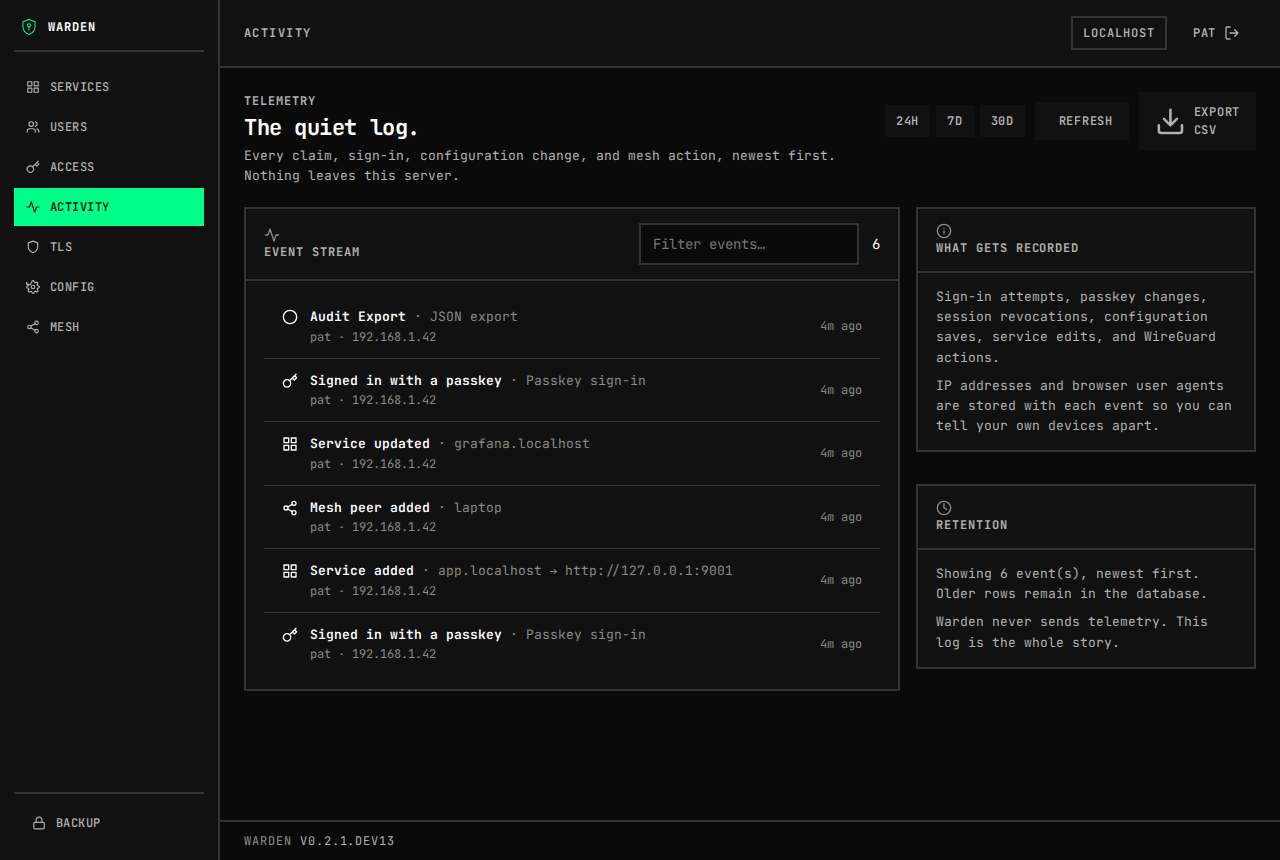 WARDEN
SERVICES
USERS
ACCESS
ACTIVITY
TLS
CONFIG
MESH
BACKUP
ACTIVITY
LOCALHOST
PAT
TELEMETRY
The quiet log.
Every claim, sign-in, configuration change, and mesh action, newest first.
Nothing leaves this server.
24H
7D
30D
REFRESH
EXPORT
CSV
EVENT STREAM
Filter events…
6
Audit Export · JSON export
pat · 192.168.1.42
4m ago
Signed in with a passkey · Passkey sign-in
pat · 192.168.1.42
4m ago
Service updated · grafana.localhost
pat · 192.168.1.42
4m ago
Mesh peer added · laptop
pat · 192.168.1.42
4m ago
Service added · app.localhost → http://127.0.0.1:9001
pat · 192.168.1.42
4m ago
Signed in with a passkey · Passkey sign-in
pat · 192.168.1.42
4m ago
WHAT GETS RECORDED
Sign-in attempts, passkey changes,
session revocations, configuration
saves, service edits, and WireGuard
actions.
IP addresses and browser user agents
are stored with each event so you can
tell your own devices apart.
RETENTION
Showing 6 event(s), newest first.
Older rows remain in the database.
Warden never sends telemetry. This
log is the whole story.
WARDEN V0.2.1.DEV13